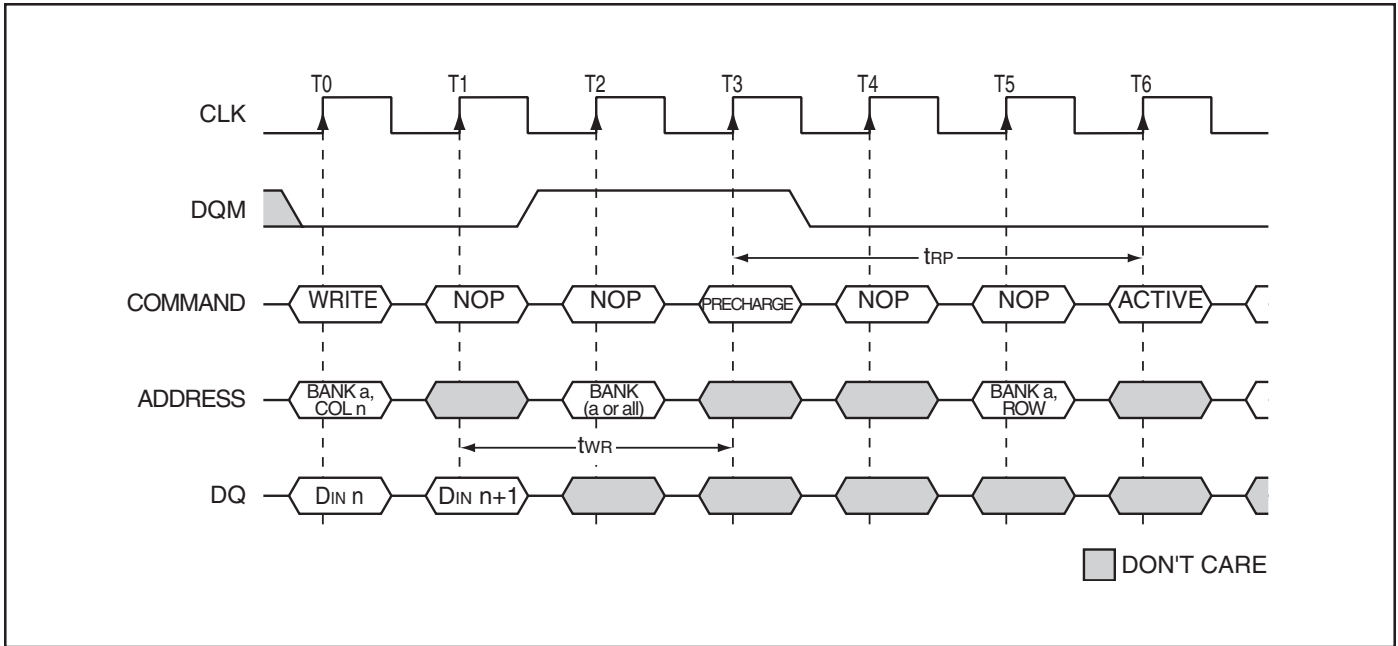 T0 T1 T2 T3 T4 T5 T6
CLK
DQM
tRP
COMMAND WRITE NOP NOP PRECHARGE NOP NOP ACTIVE
ADDRESS BANK a, COL n BANK (a or all) BANK a, ROW
tWR
DQ DIN n DIN n+1
DON'T CARE